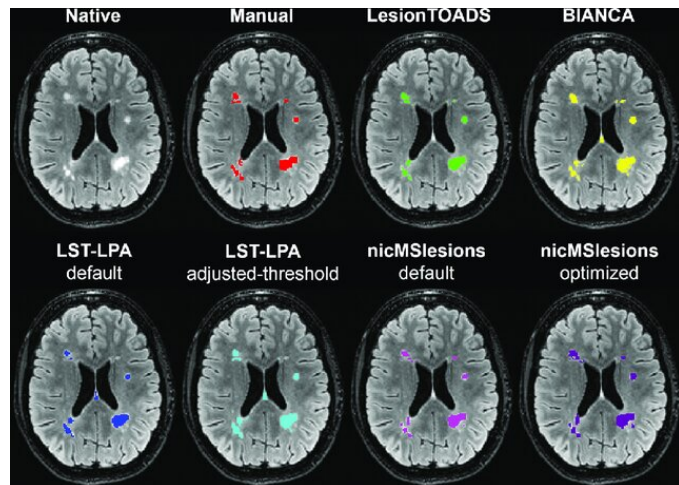 Native
Manual
LesionTOADS
BIANCA
LST-LPA
default
LST-LPA
adjusted-threshold
nicMSlesions
default
nicMSlesions
optimized